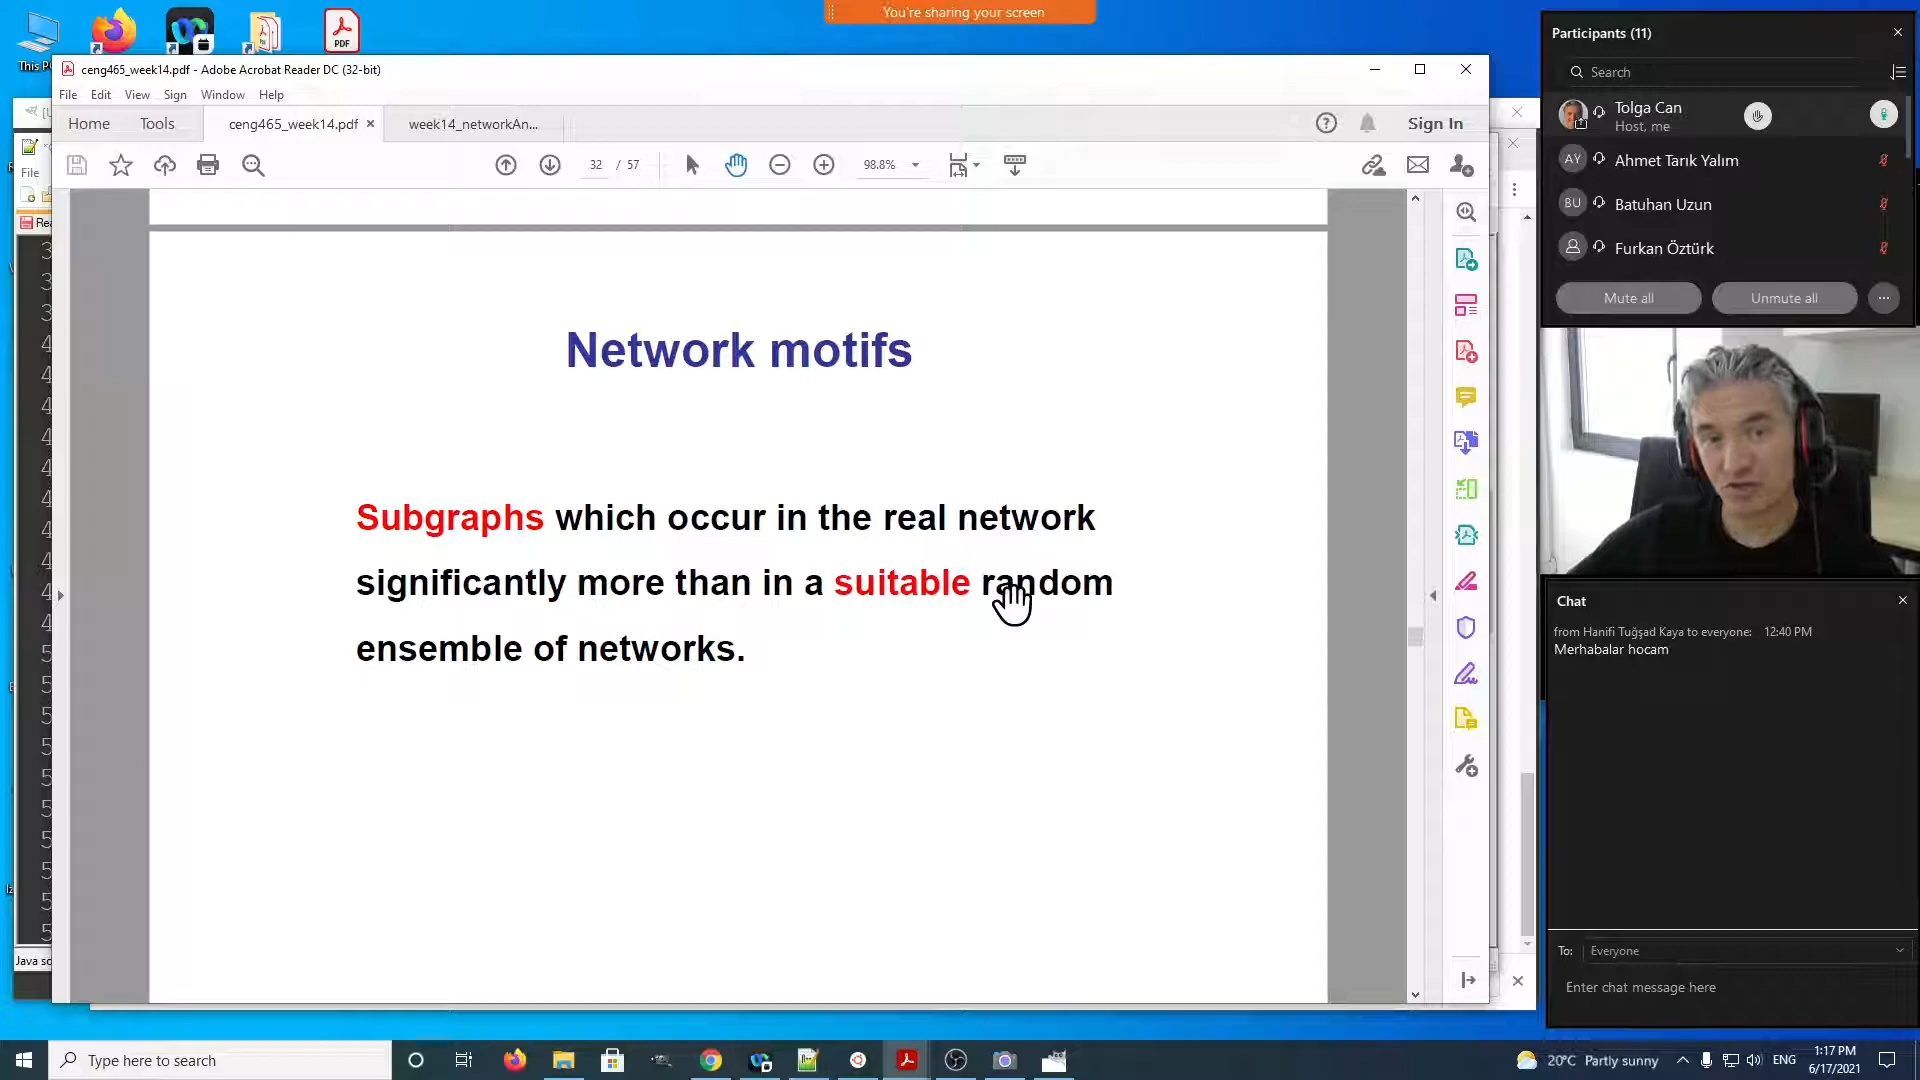 You're sharing your screen
PDF
ceng465_week14.pdf - Adobe Acrobat Reader DC (32-bit)
File Edit View Sign Window Help
Home Tools ceng465_week14.pdf × week14_networkAn... Sign In
32 / 57 98.8%
File
Network motifs
Subgraphs which occur in the real network
significantly more than in a suitable random
ensemble of networks.
Participants (11)
Search
Tolga Can
Host, me
AY Ahmet Tarık Yalım
BU Batuhan Uzun
Furkan Öztürk
Mute all Unmute all
Chat
from Hanifi Tuğşad Kaya to everyone: 12:40 PM
Merhabalar hocam
To: Everyone
Enter chat message here
Type here to search
20°C Partly sunny
ENG
1:17 PM
6/17/2021